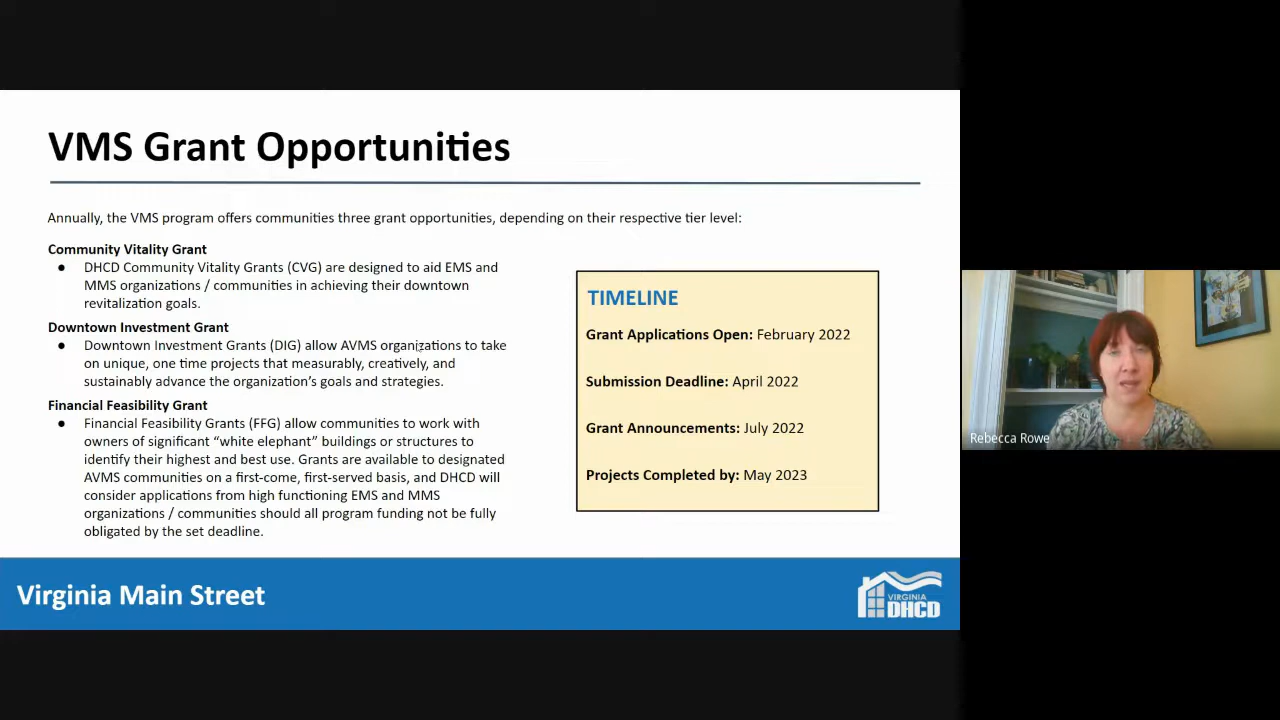 VMS Grant Opportunities
Annually, the VMS program offers communities three grant opportunities, depending on their respective tier level:
Community Vitality Grant
● DHCD Community Vitality Grants (CVG) are designed to aid EMS and
MMS organizations / communities in achieving their downtown
revitalization goals.
Downtown Investment Grant
● Downtown Investment Grants (DIG) allow AVMS organizations to take
on unique, one time projects that measurably, creatively, and
sustainably advance the organization's goals and strategies.
Financial Feasibility Grant
● Financial Feasibility Grants (FFG) allow communities to work with
owners of significant “white elephant” buildings or structures to
identify their highest and best use. Grants are available to designated
AVMS communities on a first-come, first-served basis, and DHCD will
consider applications from high functioning EMS and MMS
organizations / communities should all program funding not be fully
obligated by the set deadline.
TIMELINE
Grant Applications Open: February 2022
Submission Deadline: April 2022
Grant Announcements: July 2022
Projects Completed by: May 2023
Rebecca Rowe
Virginia Main Street
VIRGINIA
DHCD